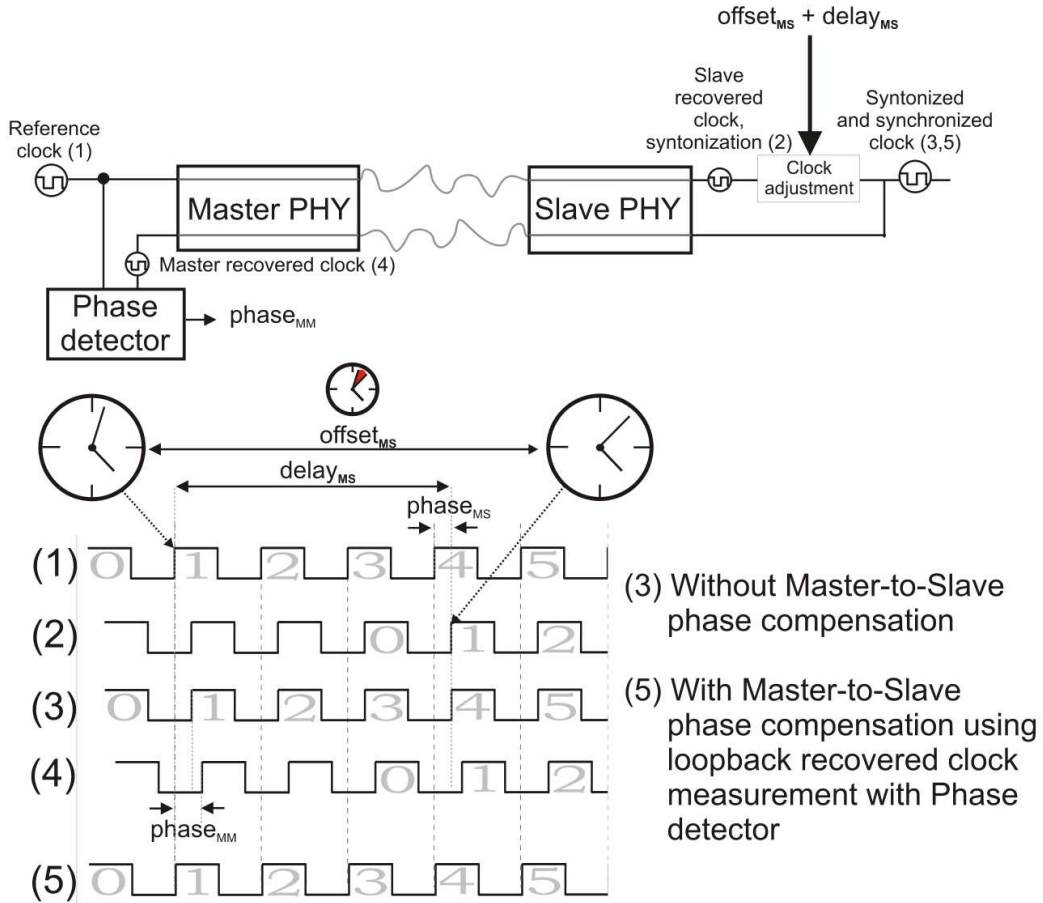 offsetMS + delayMS
Reference
clock (1)
Slave
recovered
clock,
syntonization (2)
Syntonized
and synchronized
clock (3,5)
Clock
adjustment
Master PHY
Slave PHY
Master recovered clock (4)
Phase
detector
phaseMM
offsetMS
delayMS
phaseMS
(1) 0 1 2 3 4 5
(2) 0 1 2
(3) 0 1 2 3 4 5
(4) 0 1 2
phaseMM
(5) 0 1 2 3 4 5
(3) Without Master-to-Slave
phase compensation
(5) With Master-to-Slave
phase compensation using
loopback recovered clock
measurement with Phase
detector